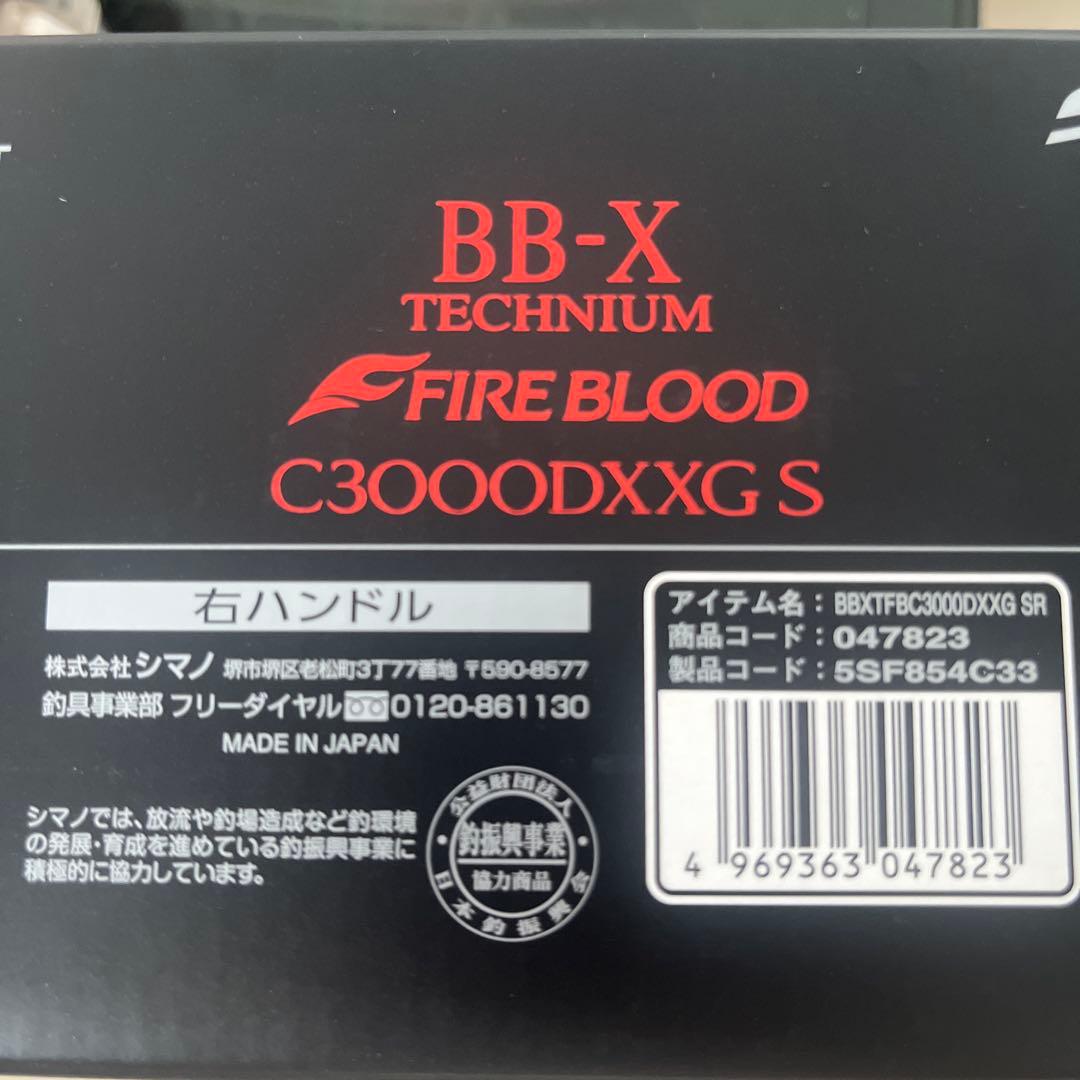 T
BB-X
TECHNIUM
FIRE BLOOD
C3000DXXG S
右ハンドル
株式会社シマノ 堺市堺区老松町3丁77番地 〒590-8577
釣具事業部 フリーダイヤル 0120-861130
MADE IN JAPAN
シマノでは、放流や釣場造成など釣環境
の発展・育成を進めている釣振興事業に
積極的に協力しています。
公益財団法人
釣振興事業
協力商品
日本釣振興会
アイテム名：BBXTFBC3000DXXG SR
商品コード：047823
製品コード：5SF854C33
4 969363 047823